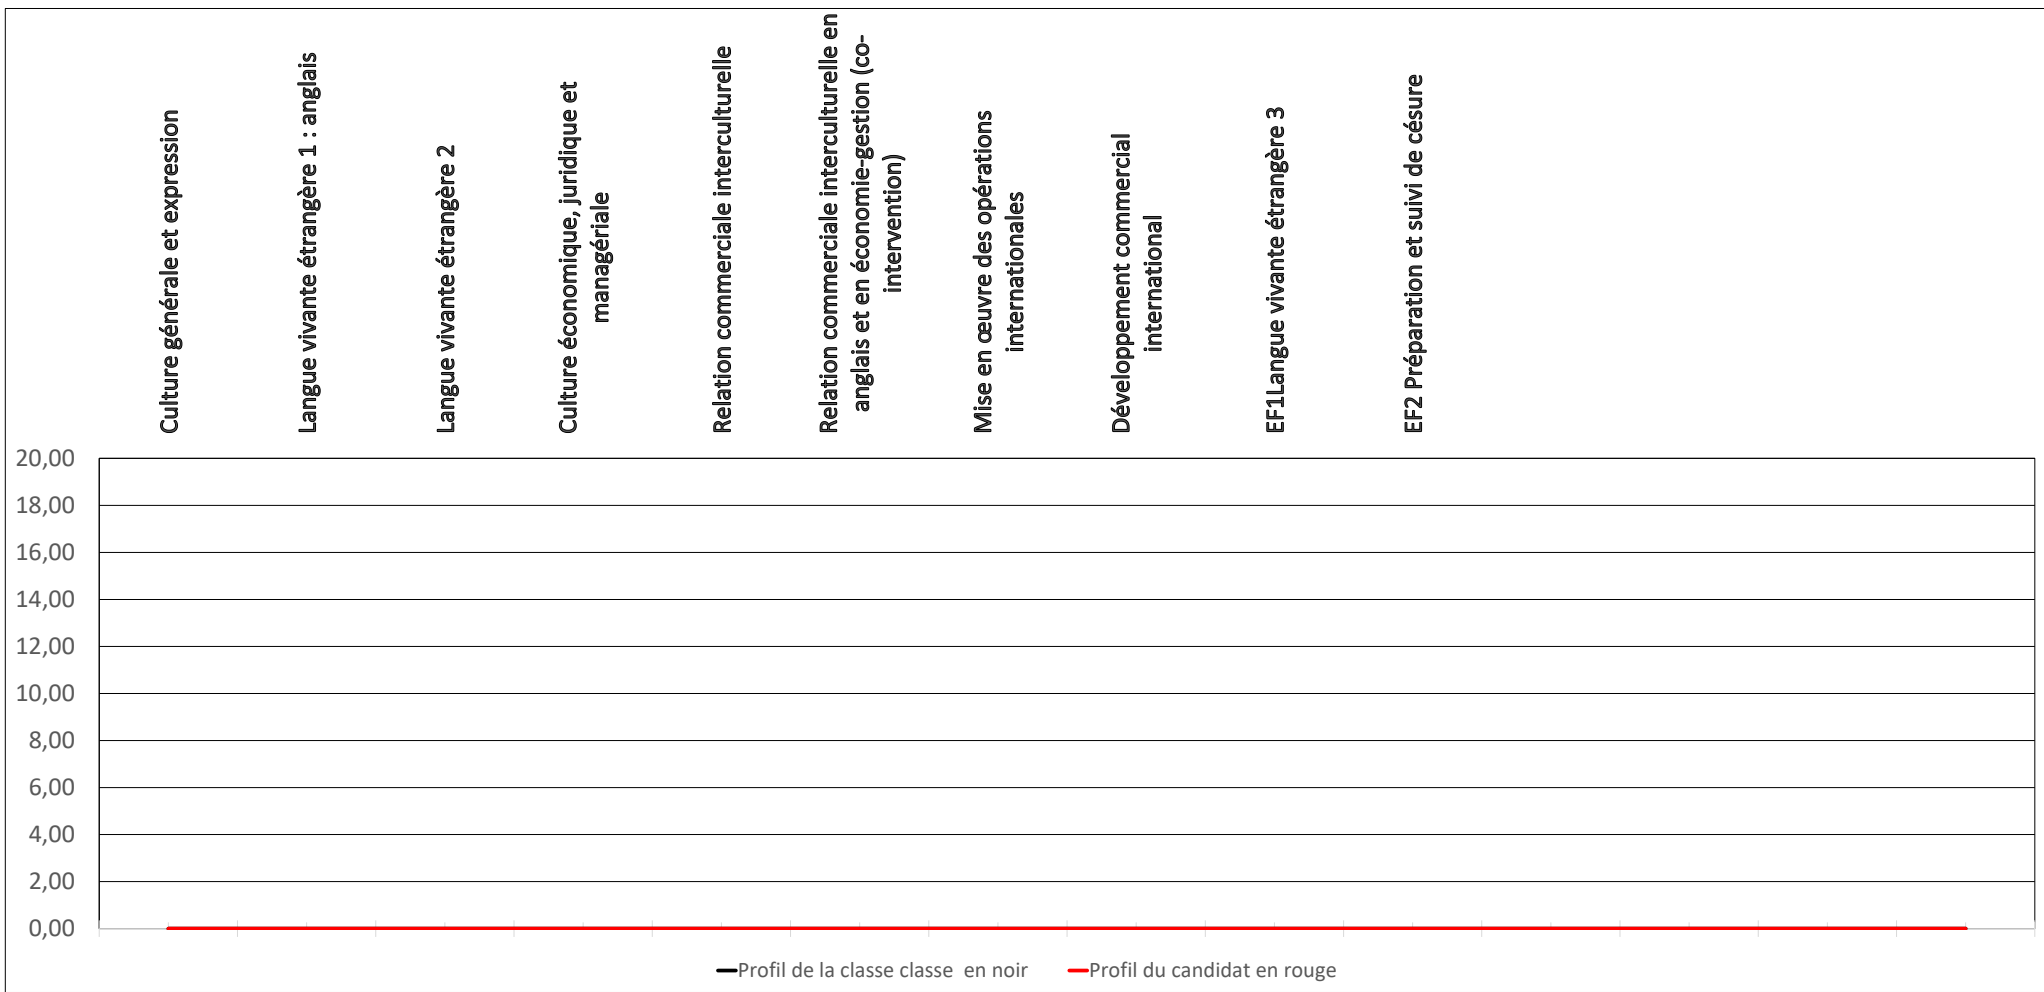 Culture générale et expression
Langue vivante étrangère 1 : anglais
Langue vivante étrangère 2
Culture économique, juridique et
managériale
Relation commerciale interculturelle
Relation commerciale interculturelle en
anglais et en économie-gestion (co-
intervention)
Mise en œuvre des opérations
internationales
Développement commercial
international
EF1Langue vivante étrangère 3
EF2 Préparation et suivi de césure
20,00
18,00
16,00
14,00
12,00
10,00
8,00
6,00
4,00
2,00
0,00
Profil de la classe classe  en noir
Profil du candidat en rouge